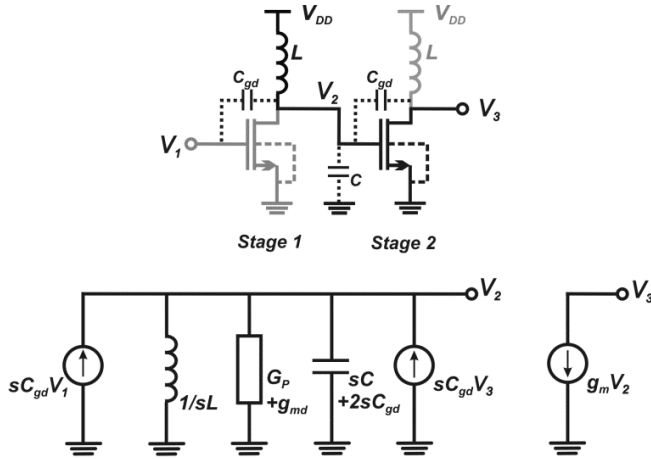 V_DD V_DD
L L
C_gd V_2 C_gd
V_1 V_3
C
Stage 1 Stage 2
V_2 V_3
sC_gdV_1 1/sL G_P +g_md sC +2sC_gd sC_gdV_3 g_mV_2